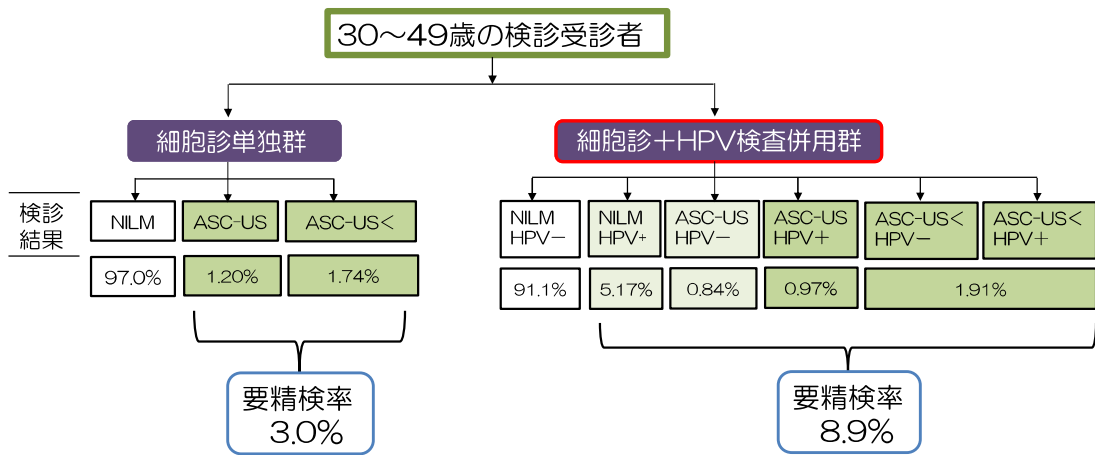 30〜49歳の検診受診者
細胞診単独群
細胞診＋HPV検査併用群
検診
結果
NILM
ASC-US
ASC-US<
NILM
HPV−
NILM
HPV+
ASC-US
HPV−
ASC-US
HPV+
ASC-US<
HPV−
ASC-US<
HPV+
97.0%
1.20%
1.74%
91.1%
5.17%
0.84%
0.97%
1.91%
要精検率
3.0%
要精検率
8.9%